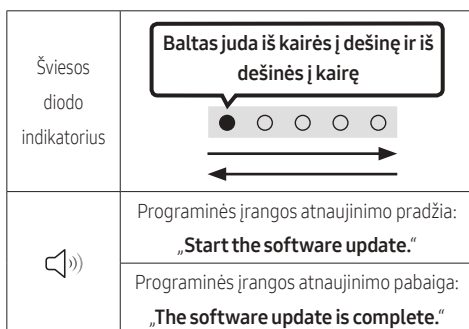 Šviesos
diodo
indikatorius
Baltas juda iš kairės į dešinę ir iš
dešinės į kairę
Programinės įrangos atnaujinimo pradžia:
„Start the software update.“
Programinės įrangos atnaujinimo pabaiga:
„The software update is complete.“